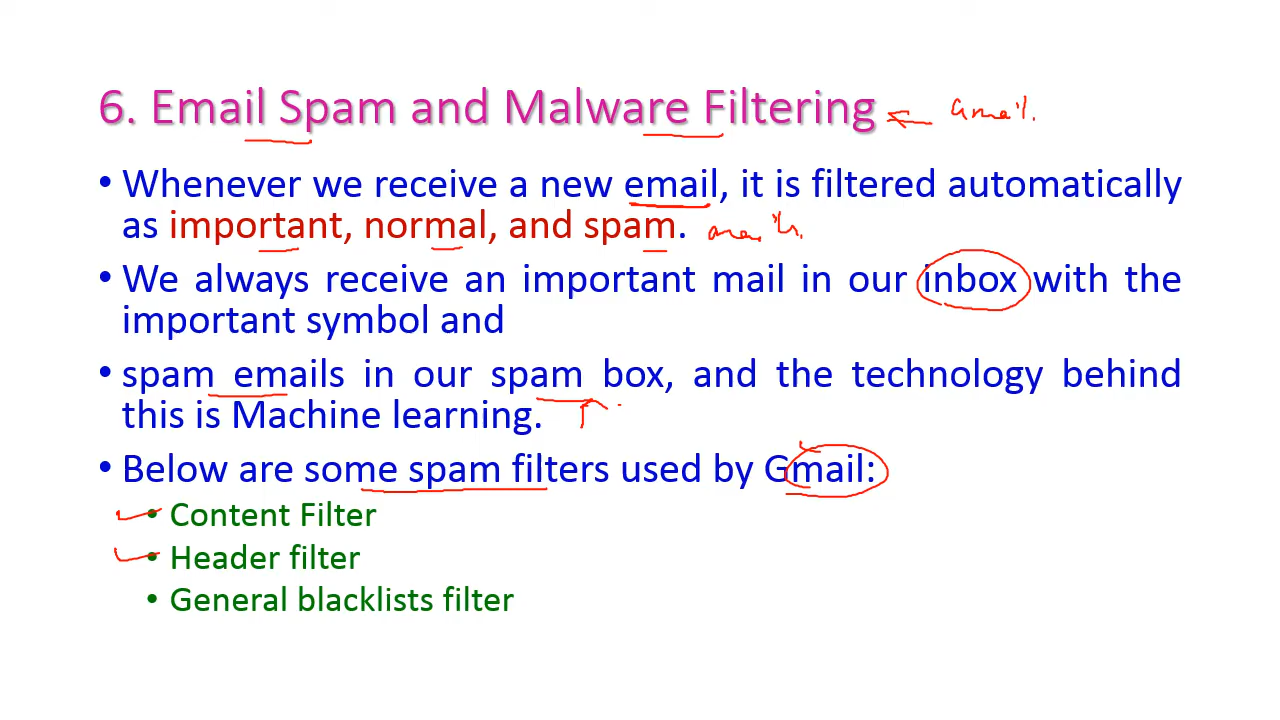 6. Email Spam and Malware Filtering Gmail.
• Whenever we receive a new email, it is filtered automatically
as important, normal, and spam.
• We always receive an important mail in our inbox with the
important symbol and
• spam emails in our spam box, and the technology behind
this is Machine learning.
• Below are some spam filters used by Gmail:
• Content Filter
• Header filter
• General blacklists filter